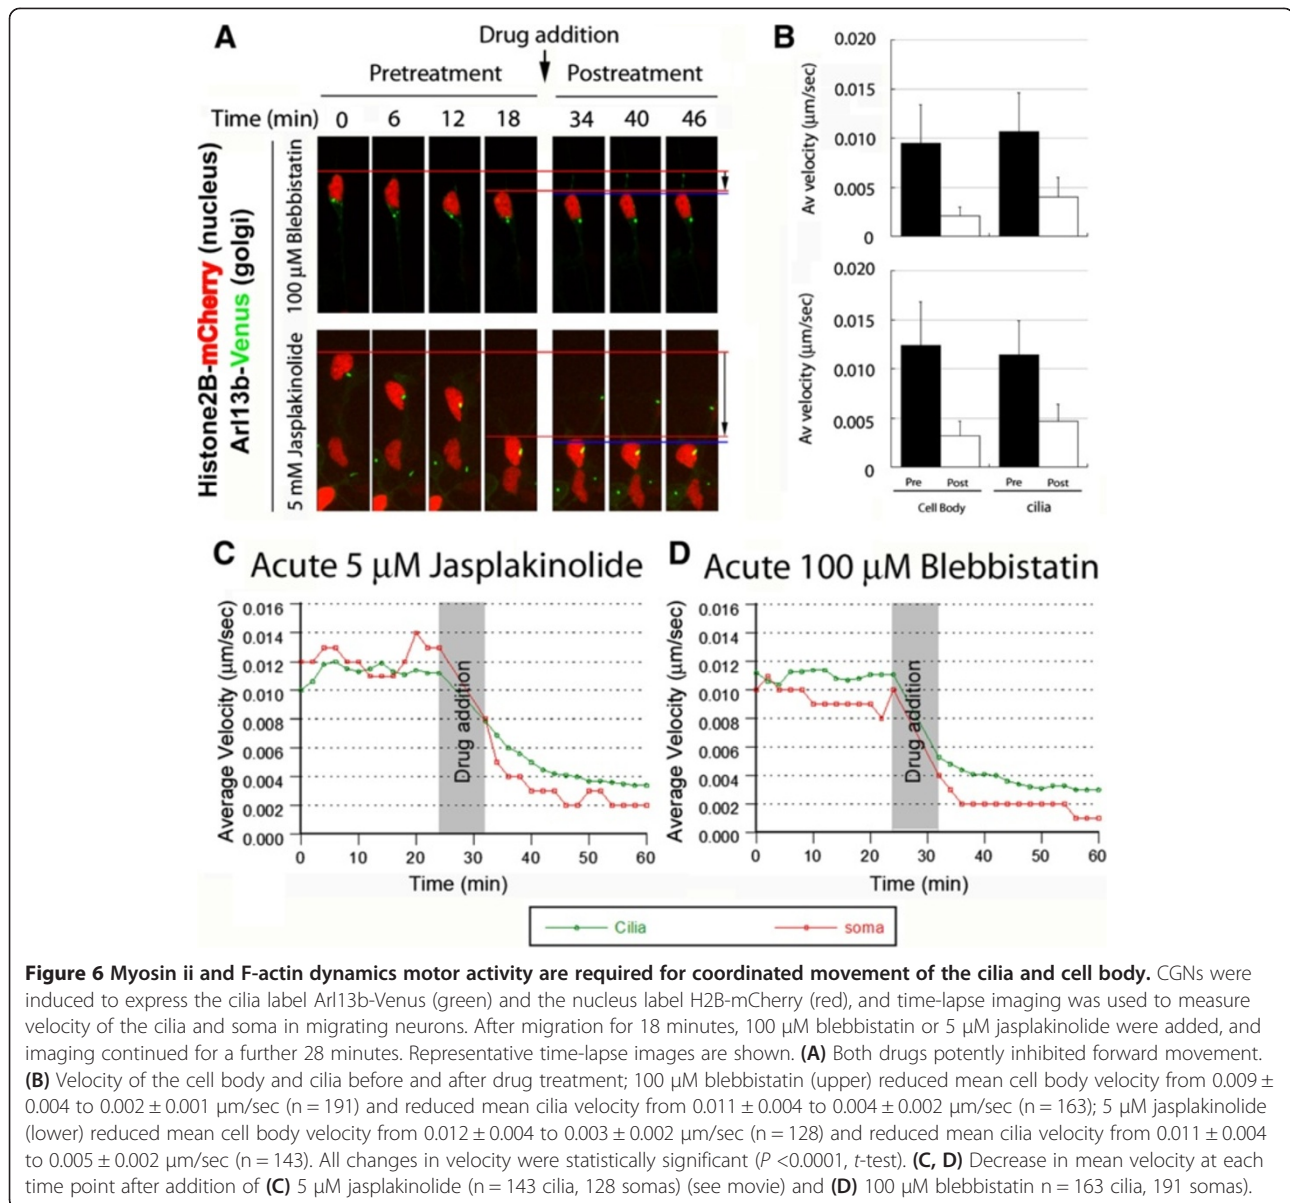 A
Drug addition
Pretreatment
Postreatment
Time (min)
0 6 12 18 34 40 46
Histone2B-mCherry (nucleus)
Arl13b-Venus (golgi)
100 µM Blebbistatin
5 mM Jasplakinolide
B
Av velocity (µm/sec)
0.020
0.015
0.010
0.005
0
Av velocity (µm/sec)
0.020
0.015
0.010
0.005
0
Pre Post Pre Post
Cell Body cilia
C Acute 5 µM Jasplakinolide
Average Velocity (µm/sec)
0.016
0.014
0.012
0.010
0.008
0.006
0.004
0.002
0.000
Drug addition
0 10 20 30 40 50 60
Time (min)
D Acute 100 µM Blebbistatin
Average Velocity (µm/sec)
0.016
0.014
0.012
0.010
0.008
0.006
0.004
0.002
0.000
Drug addition
0 10 20 30 40 50 60
Time (min)
Cilia soma
Figure 6 Myosin ii and F-actin dynamics motor activity are required for coordinated movement of the cilia and cell body. CGNs were
induced to express the cilia label Arl13b-Venus (green) and the nucleus label H2B-mCherry (red), and time-lapse imaging was used to measure
velocity of the cilia and soma in migrating neurons. After migration for 18 minutes, 100 µM blebbistatin or 5 µM jasplakinolide were added, and
imaging continued for a further 28 minutes. Representative time-lapse images are shown. (A) Both drugs potently inhibited forward movement.
(B) Velocity of the cell body and cilia before and after drug treatment; 100 µM blebbistatin (upper) reduced mean cell body velocity from 0.009 ±
0.004 to 0.002 ± 0.001 µm/sec (n = 191) and reduced mean cilia velocity from 0.011 ± 0.004 to 0.004 ± 0.002 µm/sec (n = 163); 5 µM jasplakinolide
(lower) reduced mean cell body velocity from 0.012 ± 0.004 to 0.003 ± 0.002 µm/sec (n = 128) and reduced mean cilia velocity from 0.011 ± 0.004
to 0.005 ± 0.002 µm/sec (n = 143). All changes in velocity were statistically significant (P <0.0001, t-test). (C, D) Decrease in mean velocity at each
time point after addition of (C) 5 µM jasplakinolide (n = 143 cilia, 128 somas) (see movie) and (D) 100 µM blebbistatin n = 163 cilia, 191 somas).